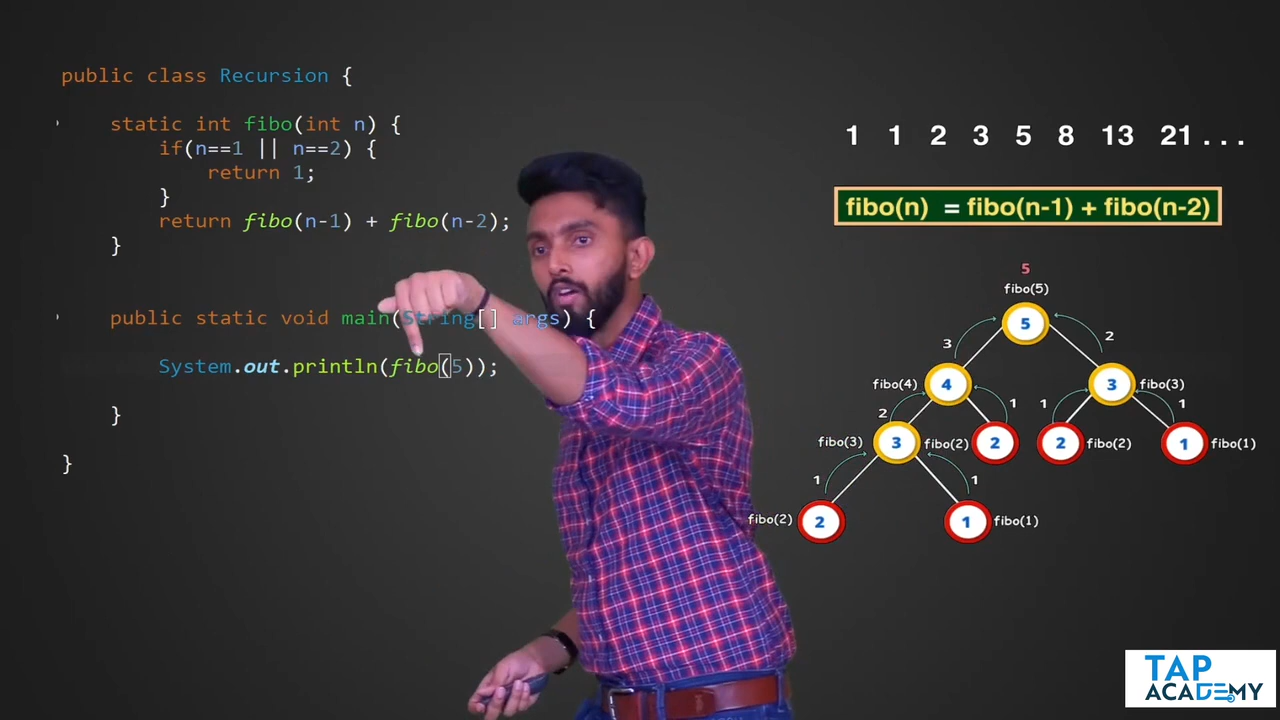 public class Recursion {
static int fibo(int n) {
if(n==1 || n==2) {
return 1;
}
return fibo(n-1) + fibo(n-2);
}
public static void main(String[] args) {
System.out.println(fibo(5));
}
}
1 1 2 3 5 8 13 21 . . .
fibo(n) = fibo(n-1) + fibo(n-2)
5
fibo(5)
5
3
2
fibo(4)
4
3
fibo(3)
2
1
1
1
fibo(3)
3
fibo(2)
2
2
fibo(2)
1
fibo(1)
1
1
fibo(2)
2
1
fibo(1)
TAP
ACADEMY